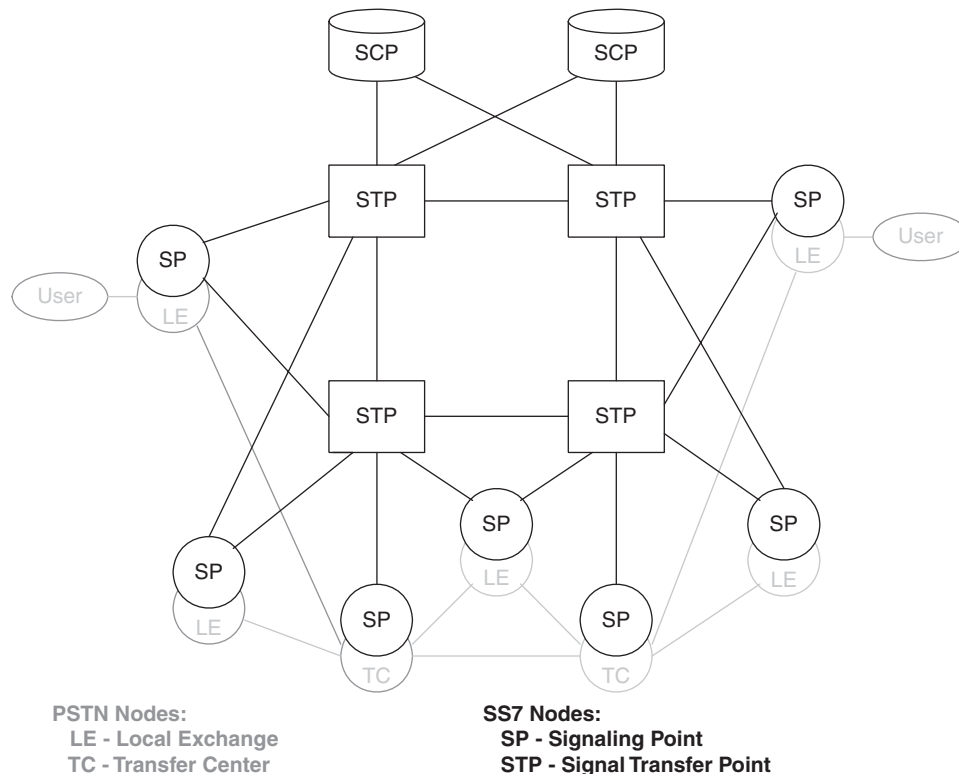 SCP
SCP
STP
STP
SP
LE
User
SP
LE
User
STP
STP
SP
LE
SP
LE
SP
LE
SP
TC
SP
TC
PSTN Nodes:
LE - Local Exchange
TC - Transfer Center
SS7 Nodes:
SP - Signaling Point
STP - Signal Transfer Point